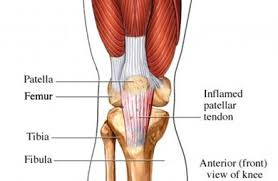 Patella
Femur
Tibia
Fibula
Inflamed
patellar
tendon
Anterior (front)
view of knee